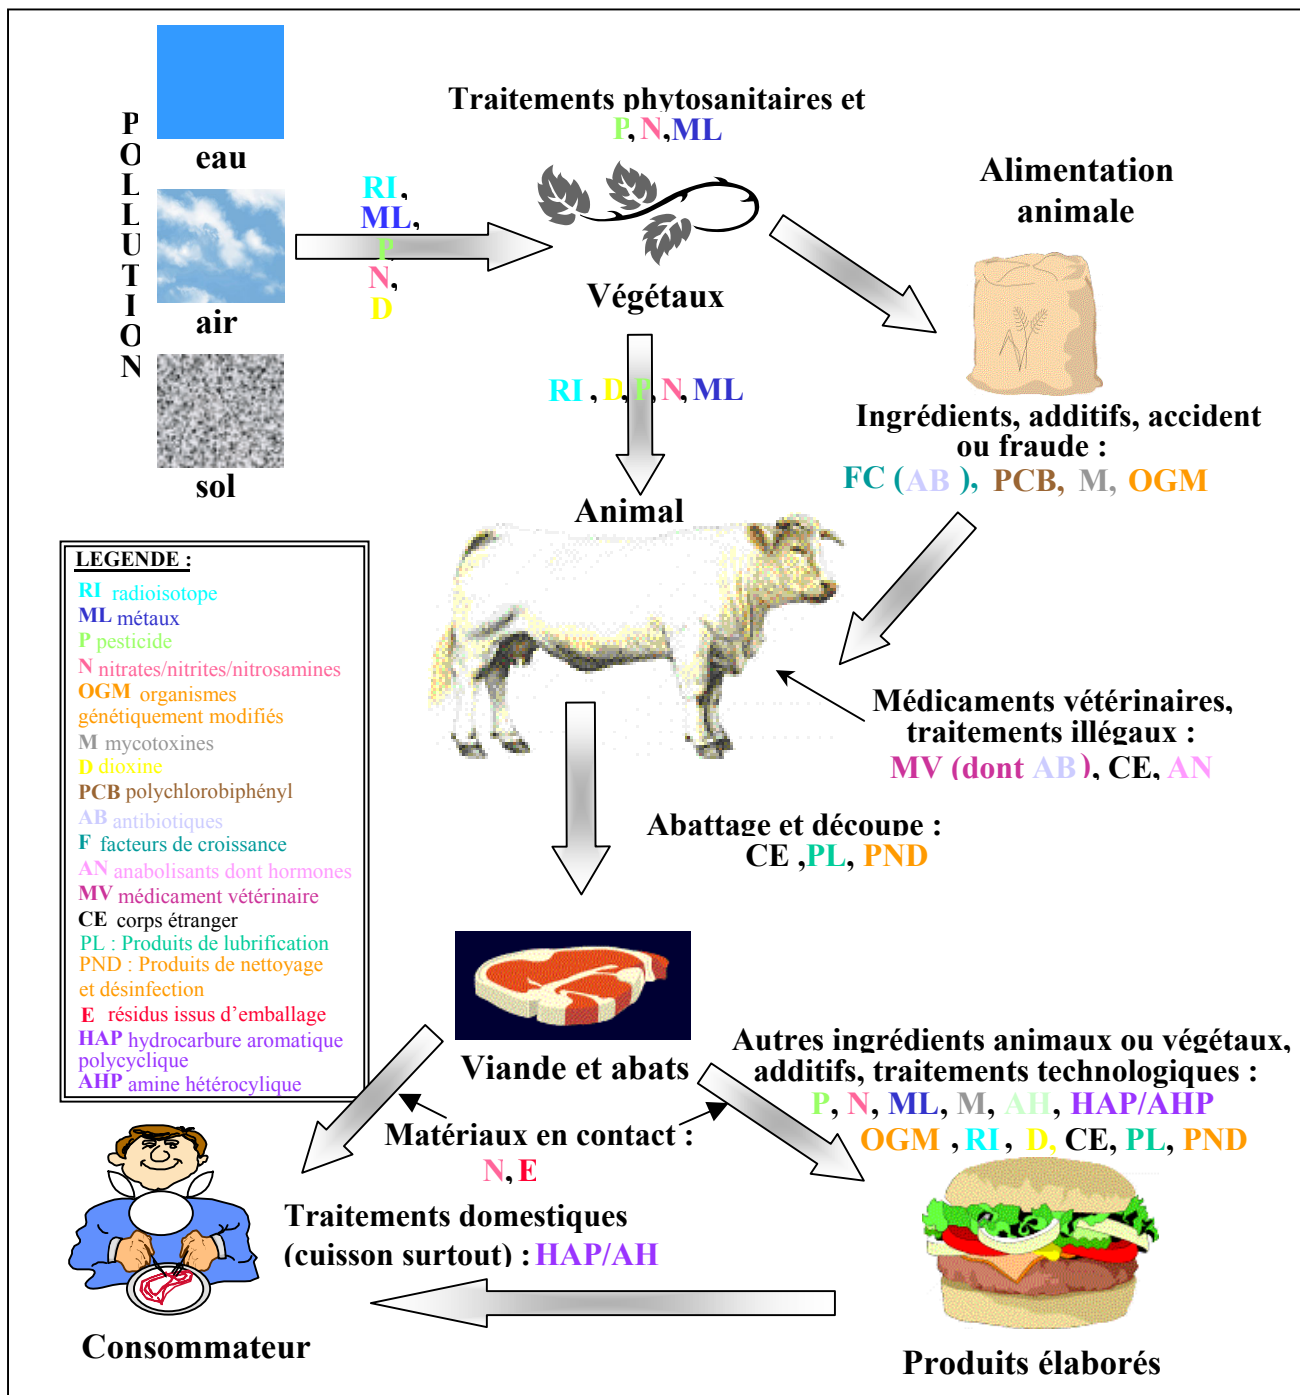 POLLUTION
eau
air
sol
Traitements phytosanitaires et
P, N, ML
RI,
ML,
P,
N,
D
Végétaux
Alimentation
animale
RI , D, P, N, ML
Ingrédients, additifs, accident
ou fraude :
FC (AB ), PCB, M, OGM
Animal
Médicaments vétérinaires,
traitements illégaux :
MV (dont AB), CE, AN
Abattage et découpe :
CE ,PL, PND
LEGENDE :
RI radioisotope
ML métaux
P pesticide
N nitrates/nitrites/nitrosamines
OGM organismes
génétiquement modifiés
M mycotoxines
D dioxine
PCB polychlorobiphényl
AB antibiotiques
F facteurs de croissance
AN anabolisants dont hormones
MV médicament vétérinaire
CE corps étranger
PL : Produits de lubrification
PND : Produits de nettoyage
et désinfection
E résidus issus d’emballage
HAP hydrocarbure aromatique
polycyclique
AHP amine hétérocylique
Viande et abats
Autres ingrédients animaux ou végétaux,
additifs, traitements technologiques :
P, N, ML, M, AH, HAP/AHP
OGM , RI , D, CE, PL, PND
Matériaux en contact :
N, E
Traitements domestiques
(cuisson surtout) : HAP/AH
Consommateur
Produits élaborés